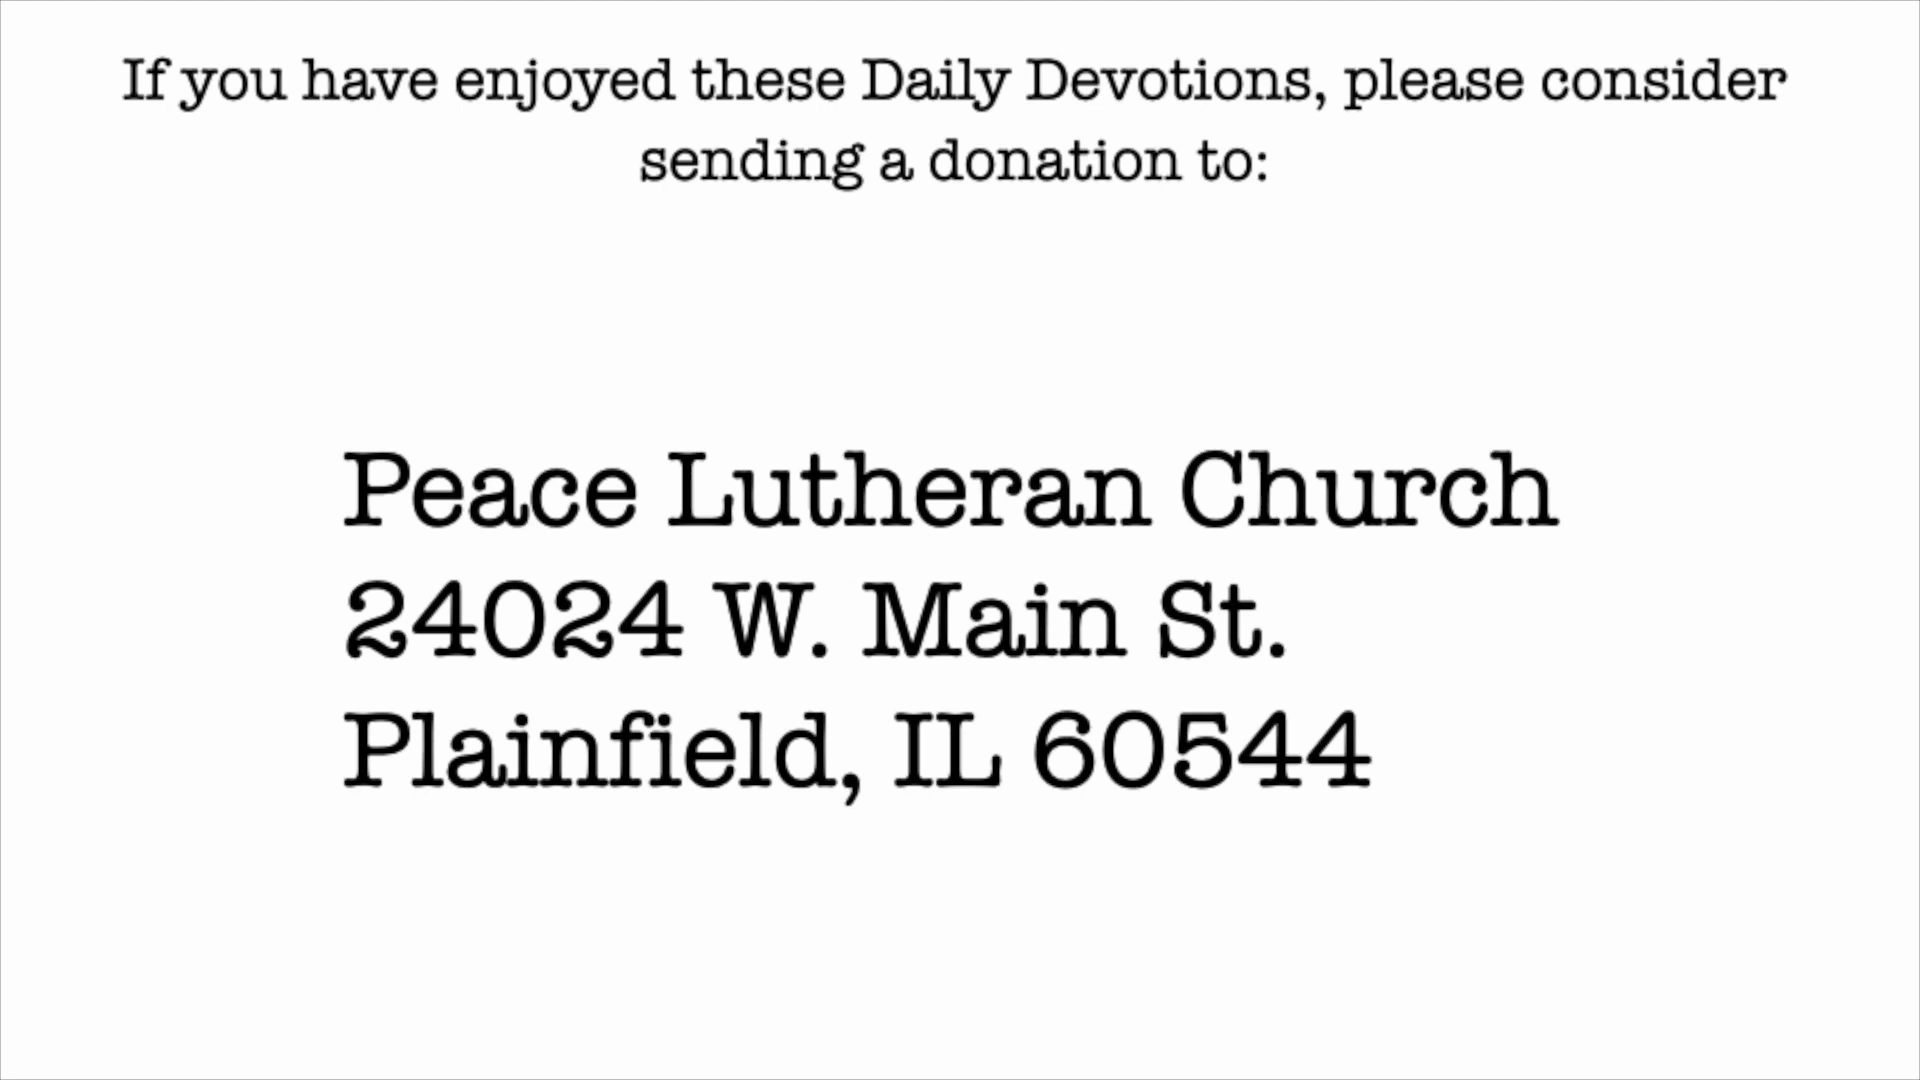 If you have enjoyed these Daily Devotions, please consider
sending a donation to:
Peace Lutheran Church
24024 W. Main St.
Plainfield, IL 60544